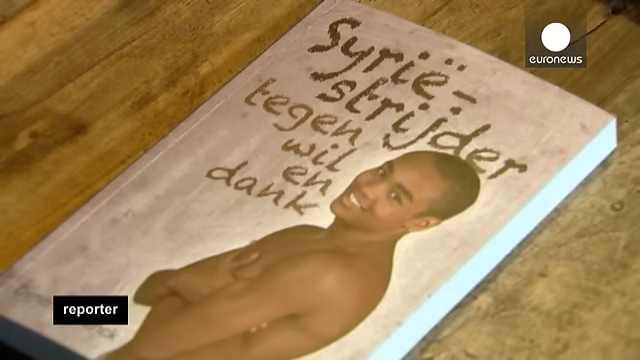 euronews
Syrië-
strijder
tegen
wil
en
dank
reporter